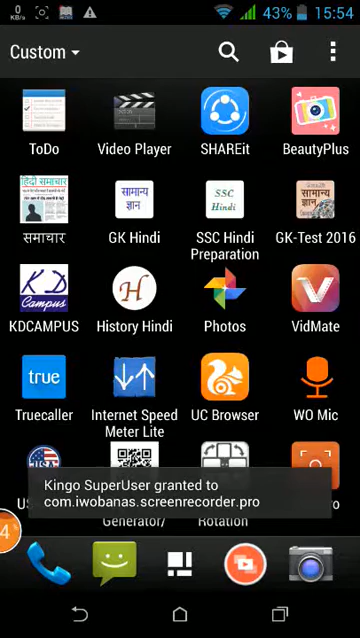 0
KB/s
43%
15:54
Custom
ToDo
Video Player
SHAREit
BeautyPlus
हिंदी समाचार
सामान्य
ज्ञान
SSC
Hindi
सामान्य
ज्ञान
समाचार
GK Hindi
SSC Hindi
Preparation
GK-Test 2016
K D
Campus
H
KDCAMPUS
History Hindi
Photos
VidMate
true
Truecaller
Internet Speed
Meter Lite
UC Browser
WO Mic
USA
Kingo SuperUser granted to
com.iwobanas.screenrecorder.pro
Generator/
Rotation
4